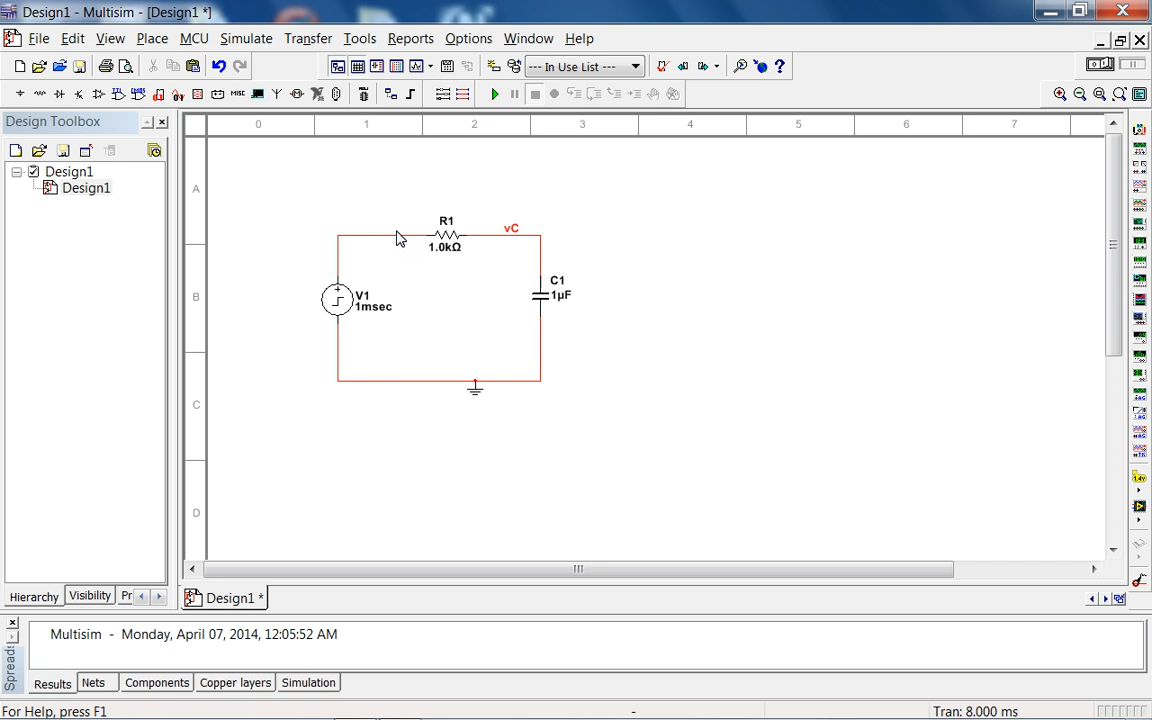 Design1 - Multisim - [Design1 *]
File Edit View Place MCU Simulate Transfer Tools Reports Options Window Help
--- In Use List ---
MISC
Design Toolbox
0 1 2 3 4 5 6 7
Design1
Design1
A
B
C
D
R1
1.0kΩ
vC
V1
1msec
C1
1µF
Hierarchy Visibility Pr
Design1 *
Multisim - Monday, April 07, 2014, 12:05:52 AM
Spreads
Results Nets Components Copper layers Simulation
For Help, press F1
-
Tran: 8.000 ms